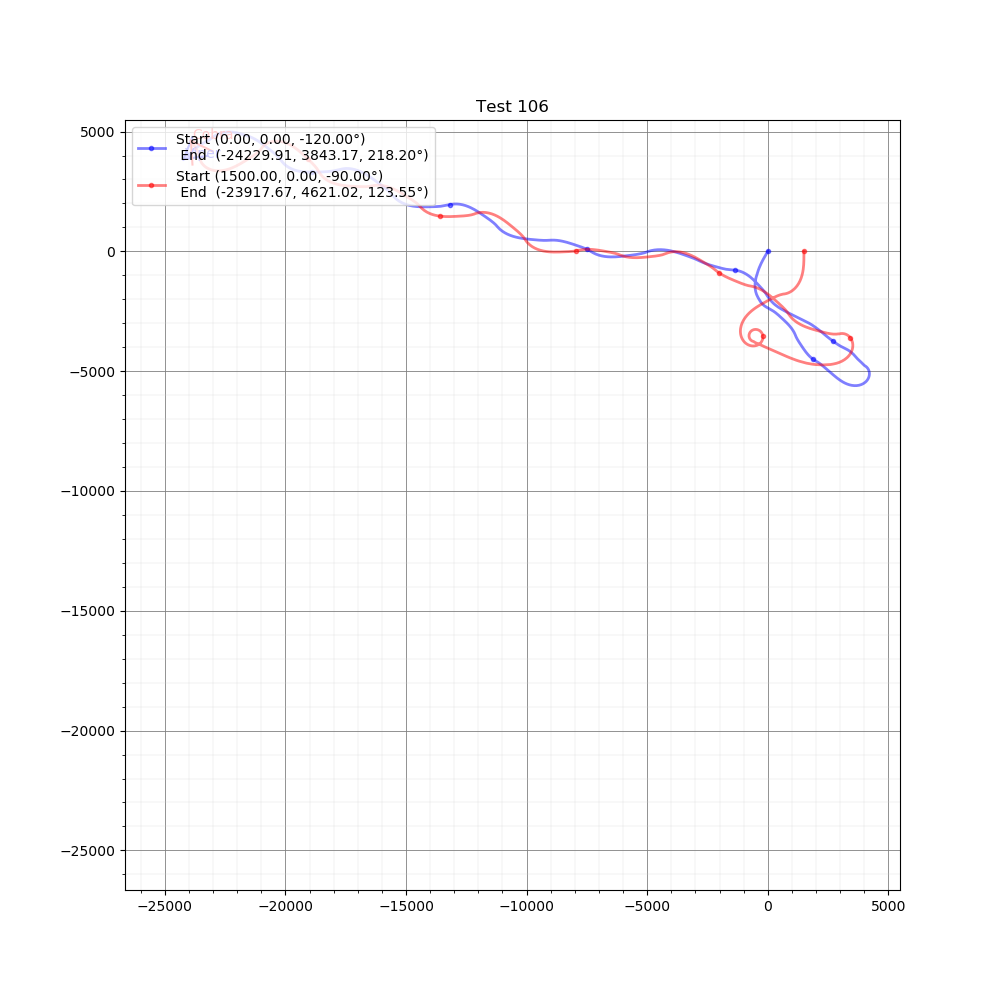 Test 106
Start (0.00, 0.00, -120.00°)
End (-24229.91, 3843.17, 218.20°)
Start (1500.00, 0.00, -90.00°)
End (-23917.67, 4621.02, 123.55°)
5000
0
−5000
−10000
−15000
−20000
−25000
−25000 −20000 −15000 −10000 −5000 0 5000